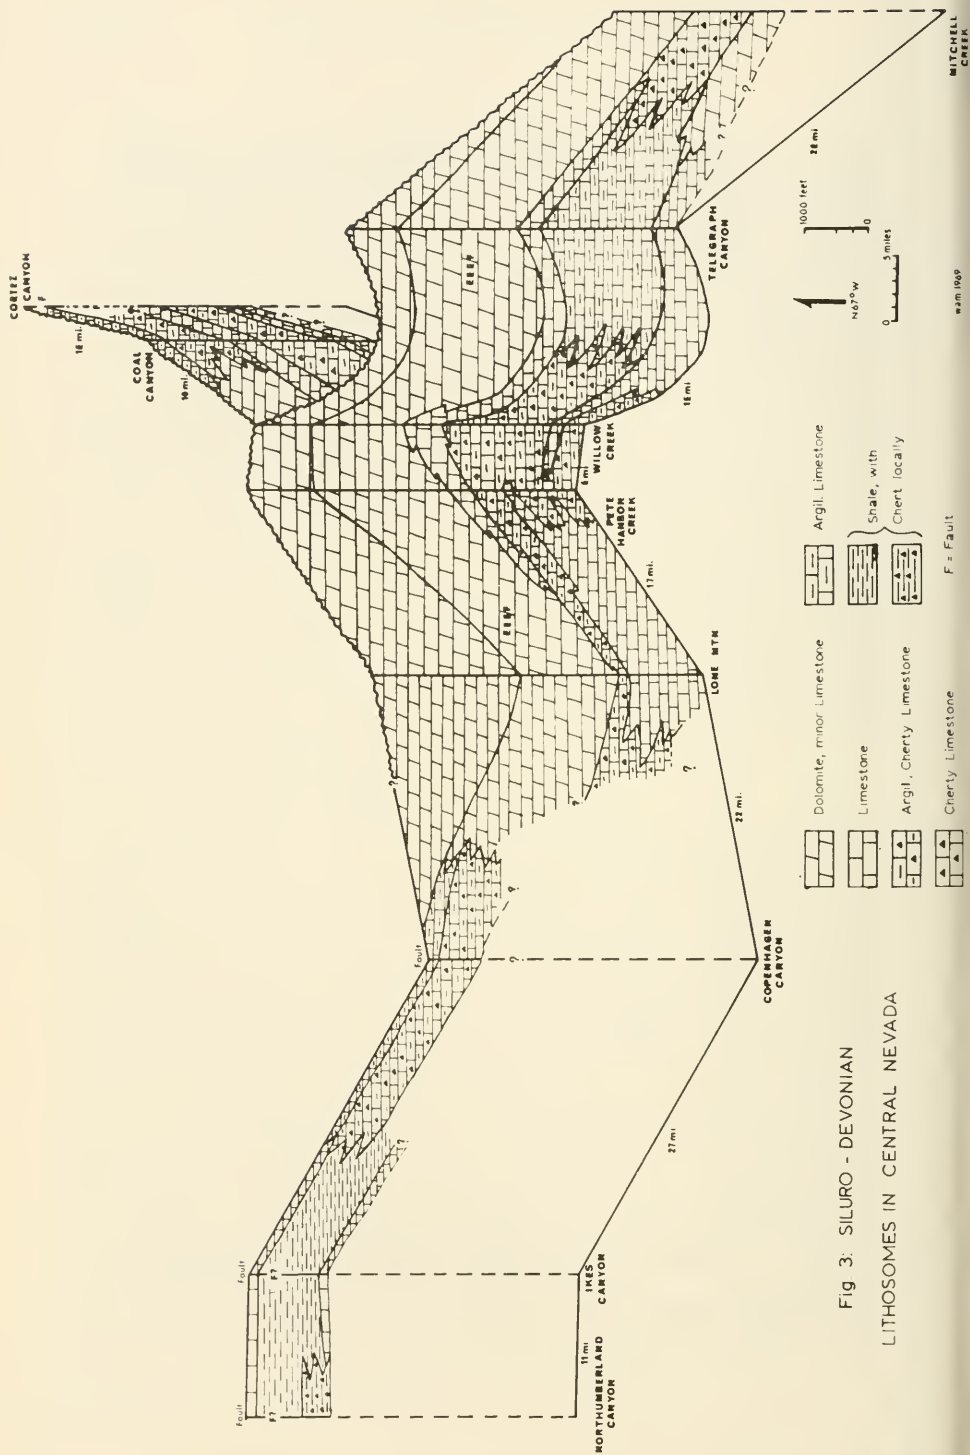 CORTEZ
CANYON
F
18 mi.
COAL
CANYON
14 mi.
REEF
REEF
Fault
Fault
Fault
F?
F?
?
?
?
?
?
?
?
?
?
?
NORTHUMBERLAND
CANYON
11 mi
IKES
CANYON
27 mi
COPENHAGEN
CANYON
22 mi.
LONE MTN
17 mi.
PETE
HANSON
CREEK
6 mi
WILLOW
CREEK
15 mi
TELEGRAPH
CANYON
28 mi
MITCHELL
CREEK
Fig 3: SILURO - DEVONIAN
LITHOSOMES IN CENTRAL NEVADA
Dolomite, minor Limestone
Limestone
Argil, Cherty Limestone
Cherty Limestone
Argil. Limestone
Shale, with
Chert locally
F = Fault
N67°W
1000 feet
0
0
5 miles
wam 1969